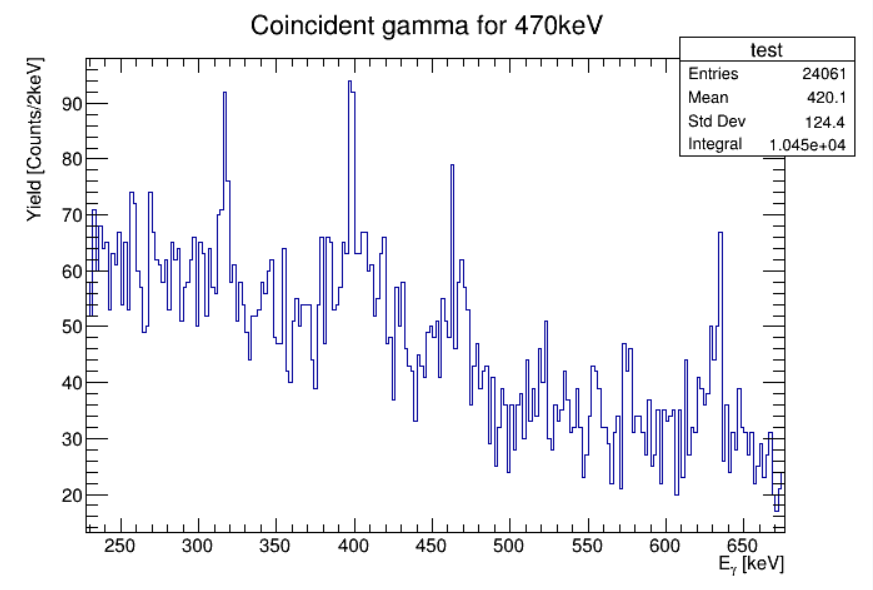 Coincident gamma for 470keV
test
Entries 24061
Mean 420.1
Std Dev 124.4
Integral 1.045e+04
Yield [Counts/2keV]
90
80
70
60
50
40
30
20
250 300 350 400 450 500 550 600 650
Eγ [keV]